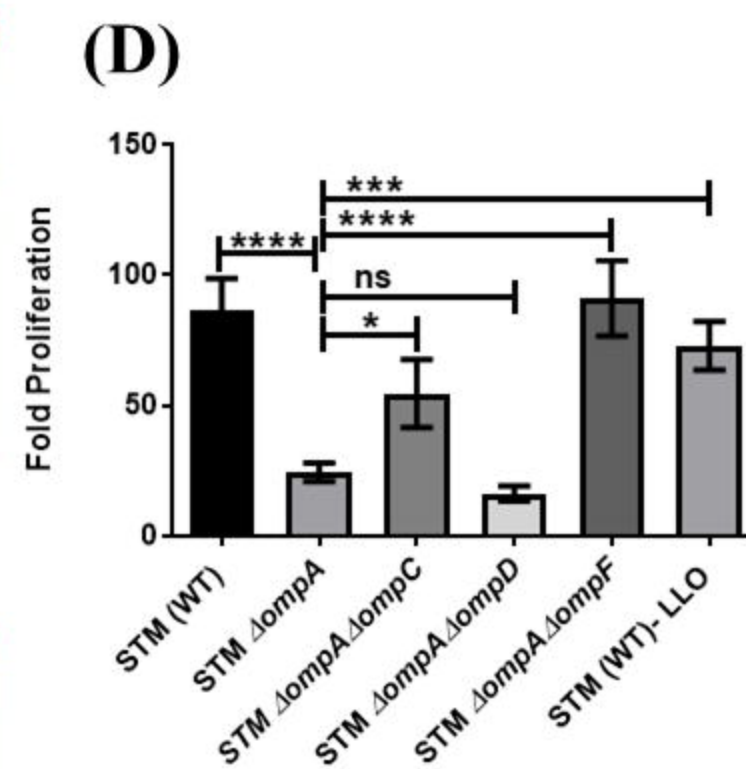 (D)
Fold Proliferation
150
100
50
0
***
****
****
ns
*
STM (WT)
STM ΔompA
STM ΔompAΔompC
STM ΔompAΔompD
STM ΔompAΔompF
STM (WT)- LLO